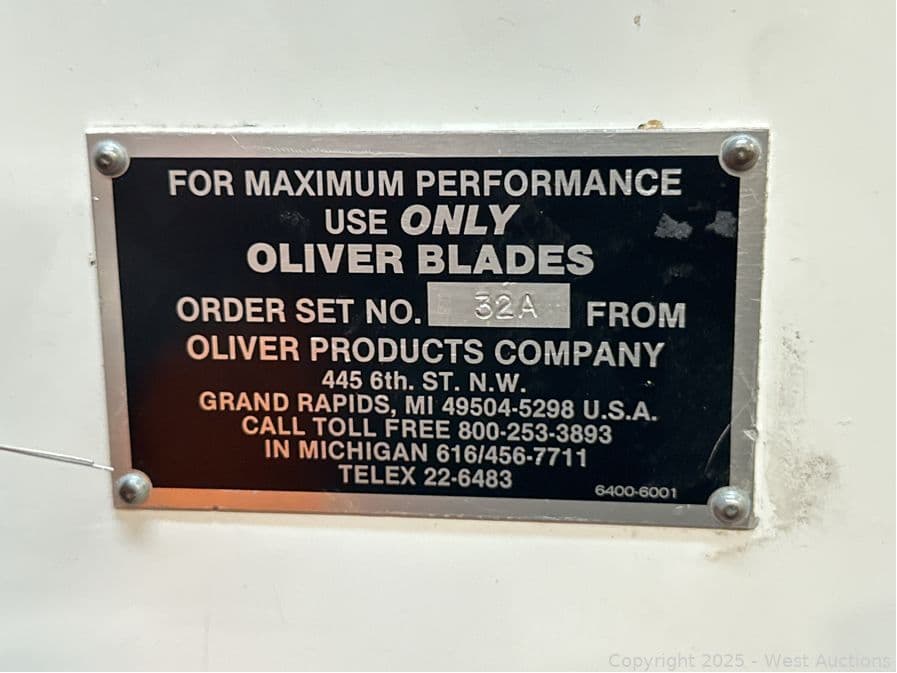 FOR MAXIMUM PERFORMANCE
USE ONLY
OLIVER BLADES
ORDER SET NO. 32A FROM
OLIVER PRODUCTS COMPANY
445 6th. ST. N.W.
GRAND RAPIDS, MI 49504-5298 U.S.A.
CALL TOLL FREE 800-253-3893
IN MICHIGAN 616/456-7711
TELEX 22-6483
6400-6001
Copyright 2025 - West Auctions